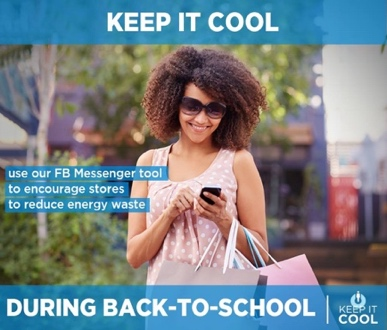 KEEP IT COOL
use our FB Messenger tool
to encourage stores
to reduce energy waste
DURING BACK-TO-SCHOOL
KEEP IT
COOL